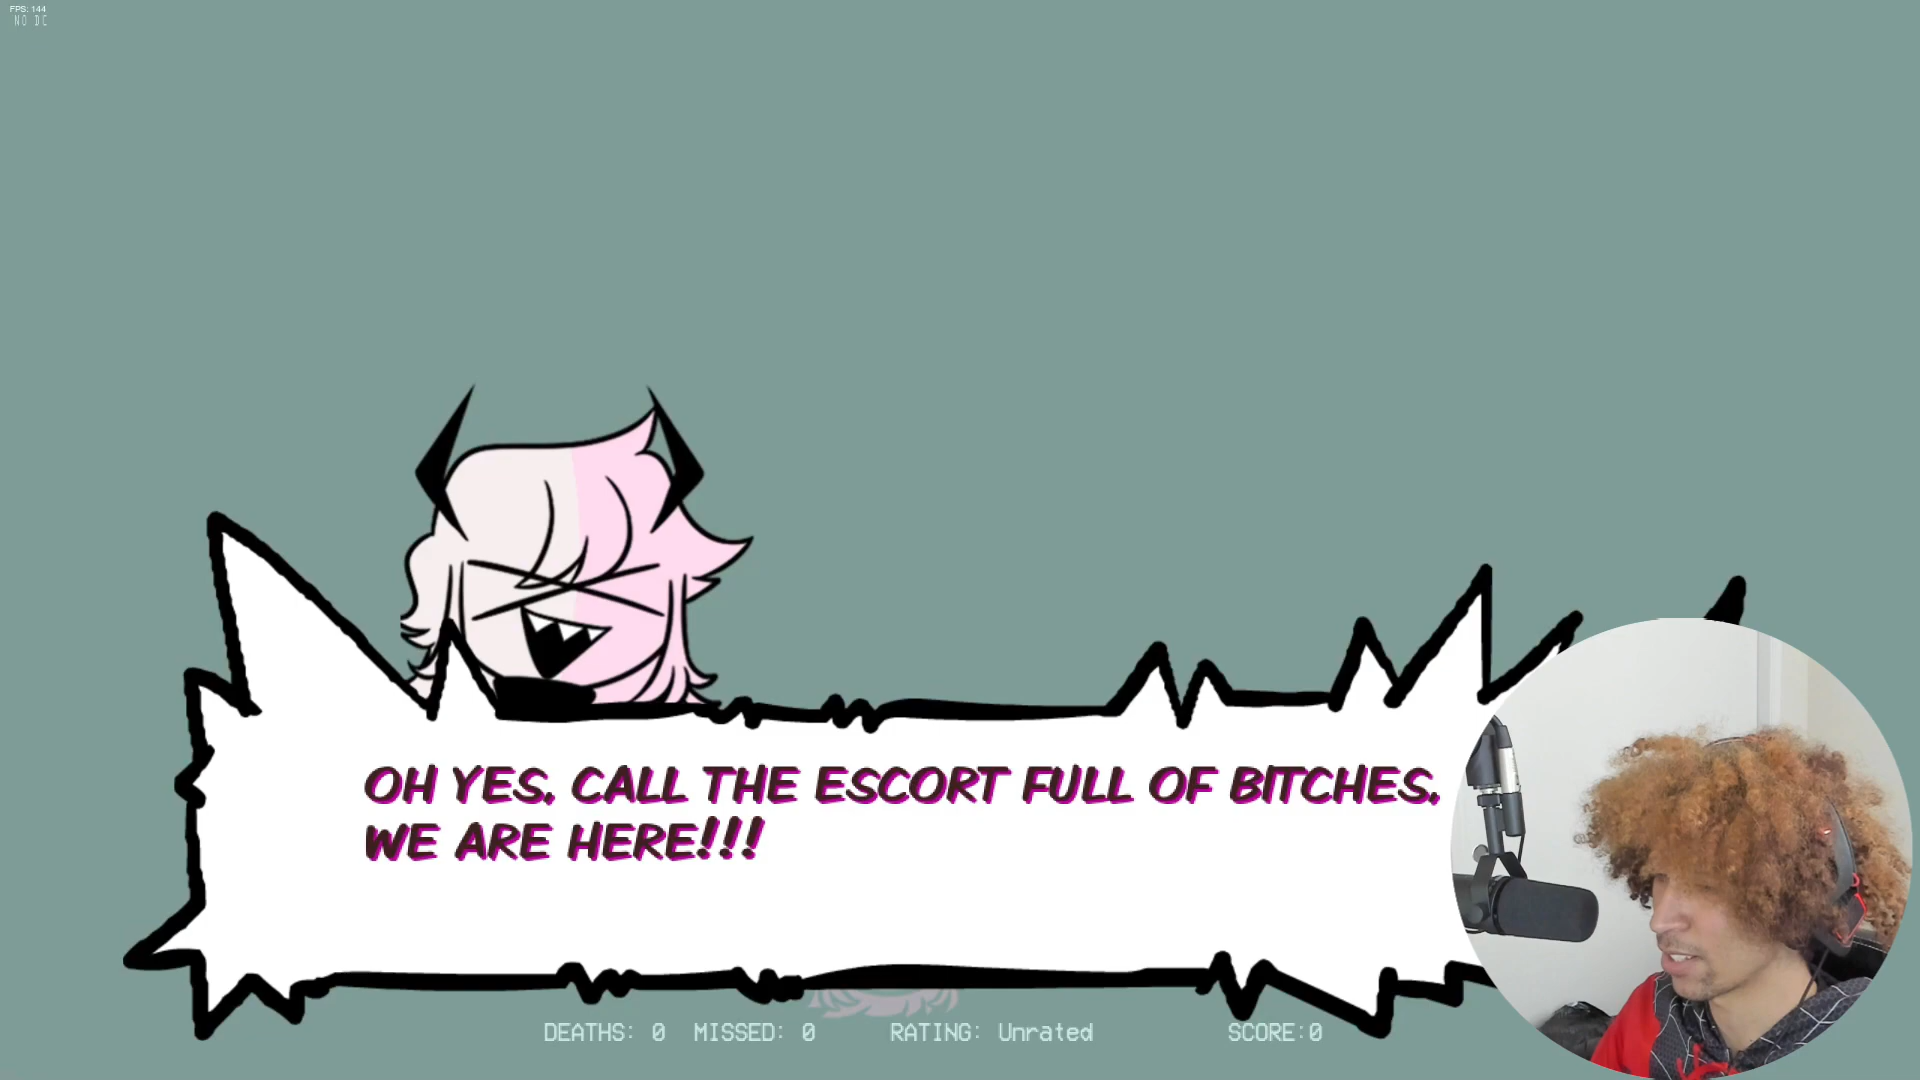 FPS: 144
NO DC
OH YES, CALL THE ESCORT FULL OF BITCHES,
WE ARE HERE!!!
DEATHS: 0 MISSED: 0 RATING: Unrated SCORE:0